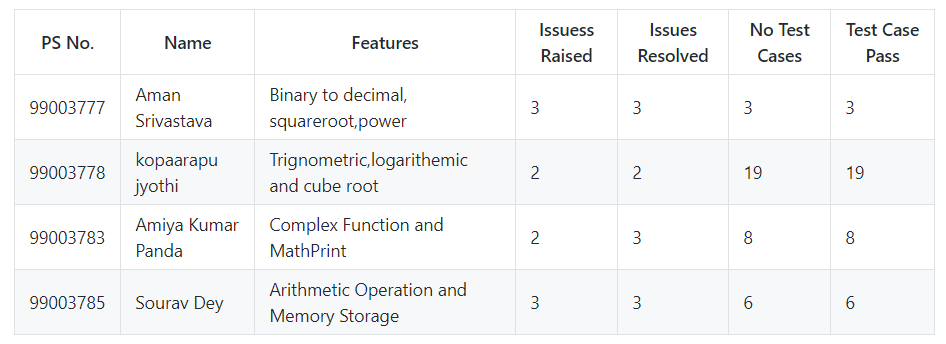 PS No. Name Features Issuess Raised Issues Resolved No Test Cases Test Case Pass
99003777 Aman Srivastava Binary to decimal, squareroot,power 3 3 3 3
99003778 kopaarapu jyothi Trignometric,logarithemic and cube root 2 2 19 19
99003783 Amiya Kumar Panda Complex Function and MathPrint 2 3 8 8
99003785 Sourav Dey Arithmetic Operation and Memory Storage 3 3 6 6